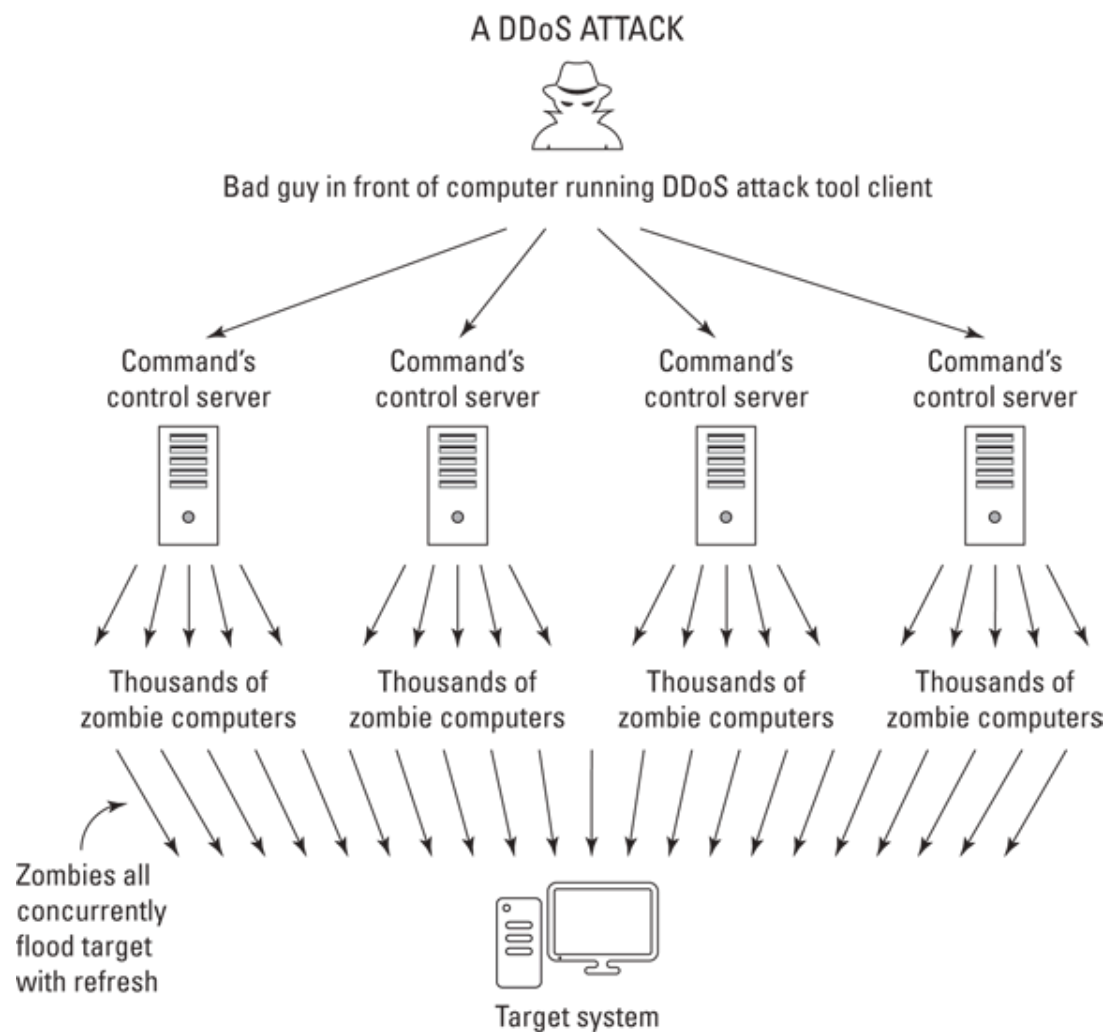 A DDoS ATTACK
Bad guy in front of computer running DDoS attack tool client
Command's
control server
Command's
control server
Command's
control server
Command's
control server
Thousands of
zombie computers
Thousands of
zombie computers
Thousands of
zombie computers
Thousands of
zombie computers
Zombies all
concurrently
flood target
with refresh
Target system